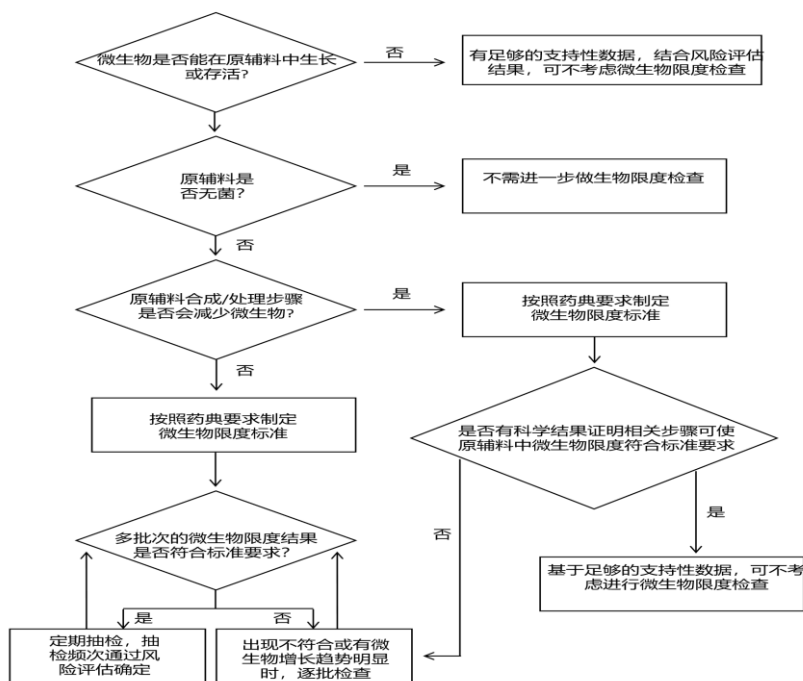 微生物是否能在原辅料中生长
或存活?
否
有足够的支持性数据，结合风险评估
结果，可不考虑微生物限度检查
原辅料是
否无菌?
是
不需进一步做生物限度检查
否
原辅料合成/处理步骤
是否会减少微生物?
是
按照药典要求制定
微生物限度标准
否
按照药典要求制定
微生物限度标准
是否有科学结果证明相关步骤可使
原辅料中微生物限度符合标准要求
多批次的微生物限度结果
是否符合标准要求?
否
是
基于足够的支持性数据，可不考
虑进行微生物限度检查
是
否
定期抽检，抽
检频次通过风
险评估确定
出现不符合或有微
生物增长趋势明显
时，逐批检查